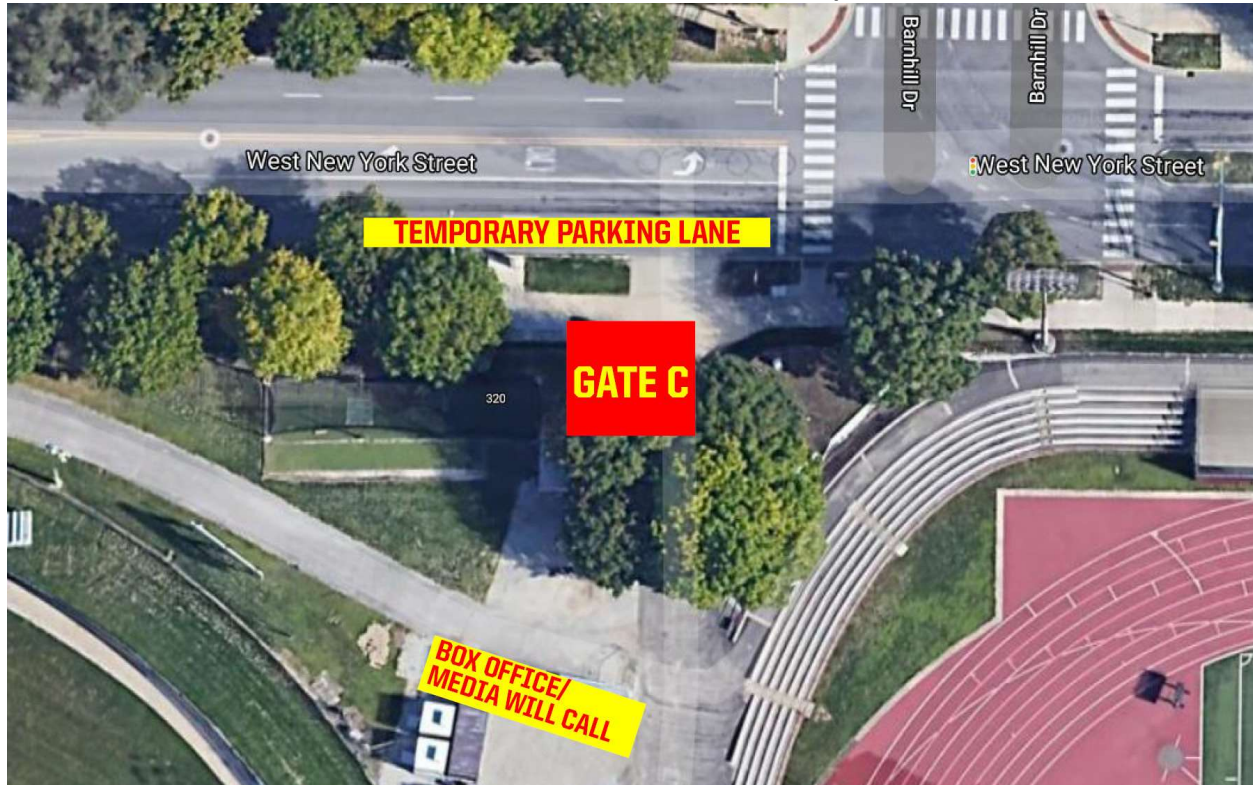 Barnhill Dr
Barnhill Dr
West New York Street
West New York Street
TEMPORARY PARKING LANE
GATE C
320
BOX OFFICE/
MEDIA WILL CALL